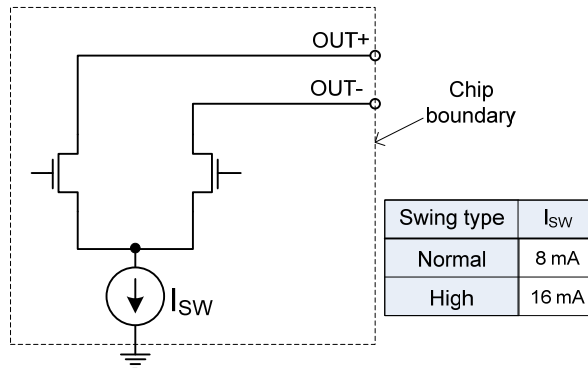 OUT+
OUT-
Chip
boundary
I_SW
Swing type I_SW
Normal 8 mA
High 16 mA